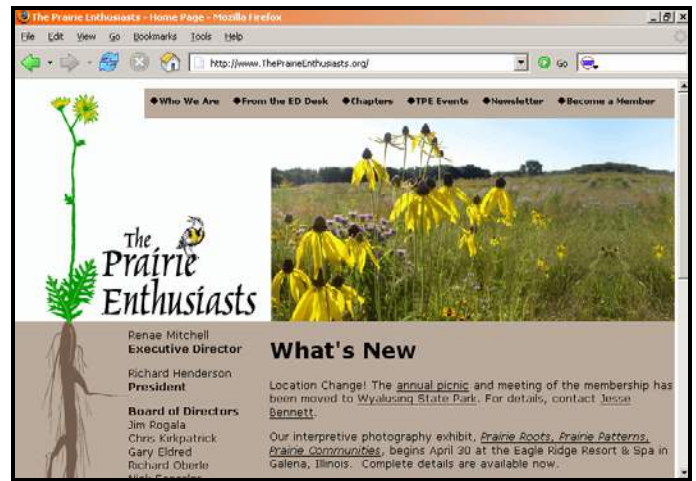 The Prairie Enthusiasts - Home Page - Mozilla Firefox
File Edit View Go Bookmarks Tools Help
http://www.ThePrairieEnthusiasts.org/ Go
◆Who We Are ◆From the ED Desk ◆Chapters ◆TPE Events ◆Newsletter ◆Become a Member
The
Prairie
Enthusiasts
Renae Mitchell
Executive Director
Richard Henderson
President
Board of Directors
Jim Rogala
Chris Kirkpatrick
Gary Eldred
Richard Oberle
What's New
Location Change! The annual picnic and meeting of the membership has
been moved to Wyalusing State Park. For details, contact Jesse
Bennett.
Our interpretive photography exhibit, Prairie Roots, Prairie Patterns,
Prairie Communities, begins April 30 at the Eagle Ridge Resort & Spa in
Galena, Illinois. Complete details are available now.